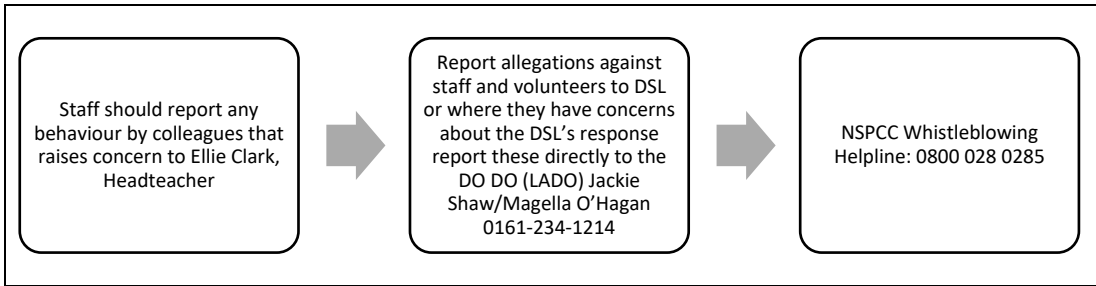 Staff should report any
behaviour by colleagues that
raises concern to Ellie Clark,
Headteacher
Report allegations against
staff and volunteers to DSL
or where they have concerns
about the DSL’s response
report these directly to the
DO DO (LADO) Jackie
Shaw/Magella O’Hagan
0161-234-1214
NSPCC Whistleblowing
Helpline: 0800 028 0285